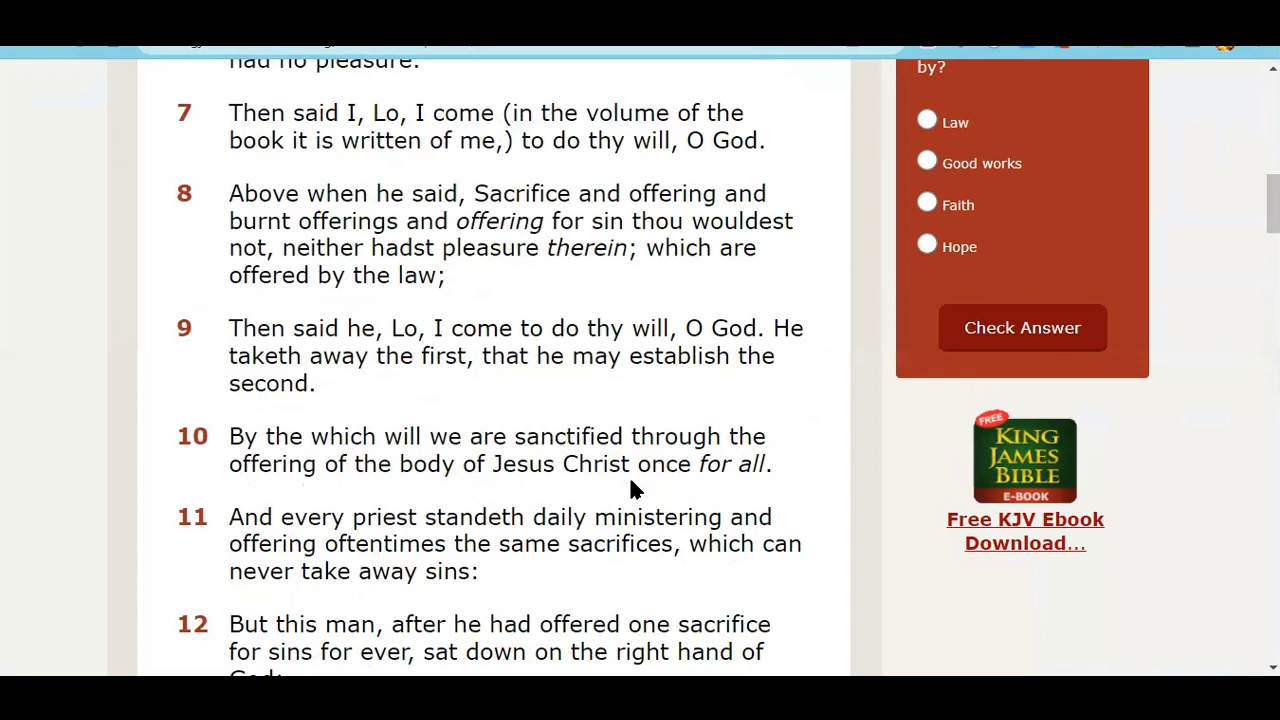 had no pleasure.
7 Then said I, Lo, I come (in the volume of the
book it is written of me,) to do thy will, O God.
8 Above when he said, Sacrifice and offering and
burnt offerings and offering for sin thou wouldest
not, neither hadst pleasure therein; which are
offered by the law;
9 Then said he, Lo, I come to do thy will, O God. He
taketh away the first, that he may establish the
second.
10 By the which will we are sanctified through the
offering of the body of Jesus Christ once for all.
11 And every priest standeth daily ministering and
offering oftentimes the same sacrifices, which can
never take away sins:
12 But this man, after he had offered one sacrifice
for sins for ever, sat down on the right hand of
God;
by?
Law
Good works
Faith
Hope
Check Answer
FREE
KING
JAMES
BIBLE
E-BOOK
Free KJV Ebook
Download...